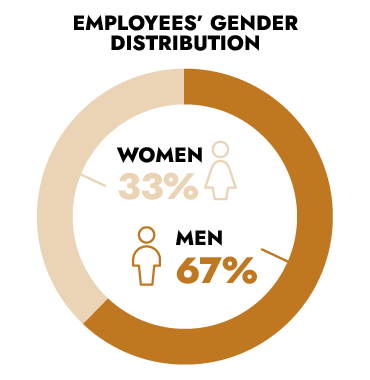 EMPLOYEES’ GENDER
DISTRIBUTION
WOMEN
33%
MEN
67%